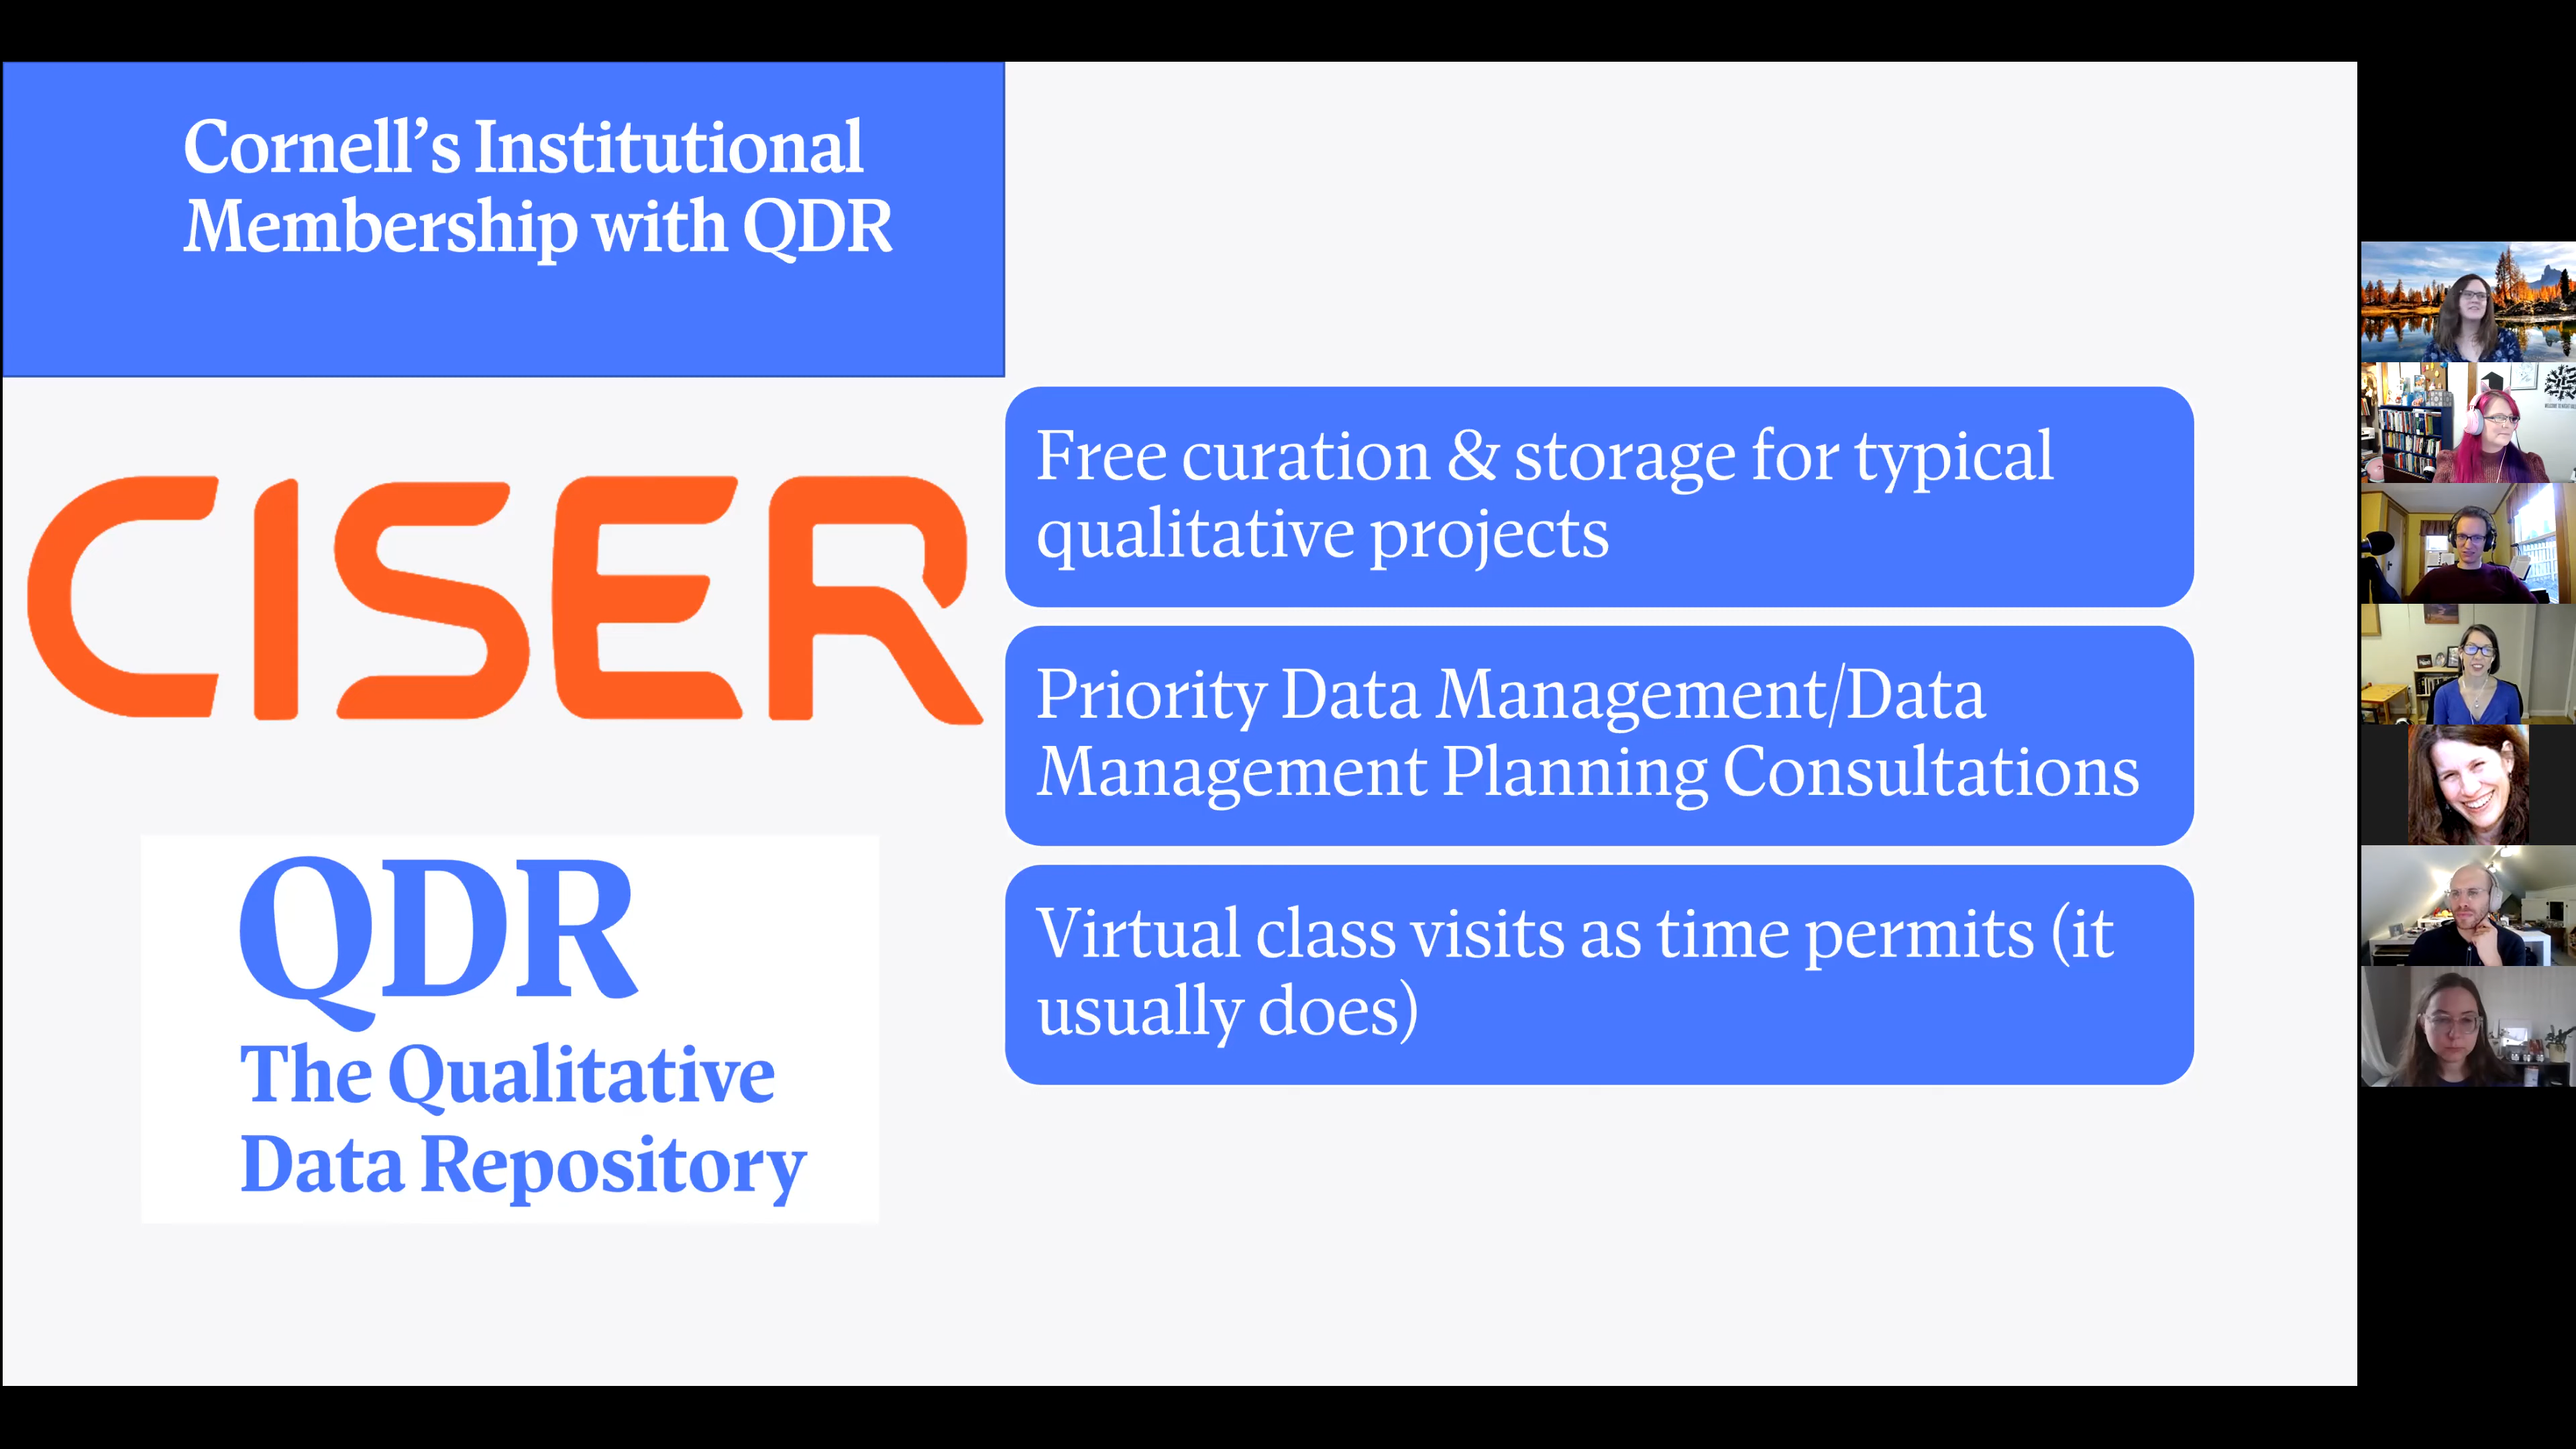 Cornell’s Institutional
Membership with QDR
CISER
QDR
The Qualitative
Data Repository
Free curation & storage for typical
qualitative projects
Priority Data Management/Data
Management Planning Consultations
Virtual class visits as time permits (it
usually does)